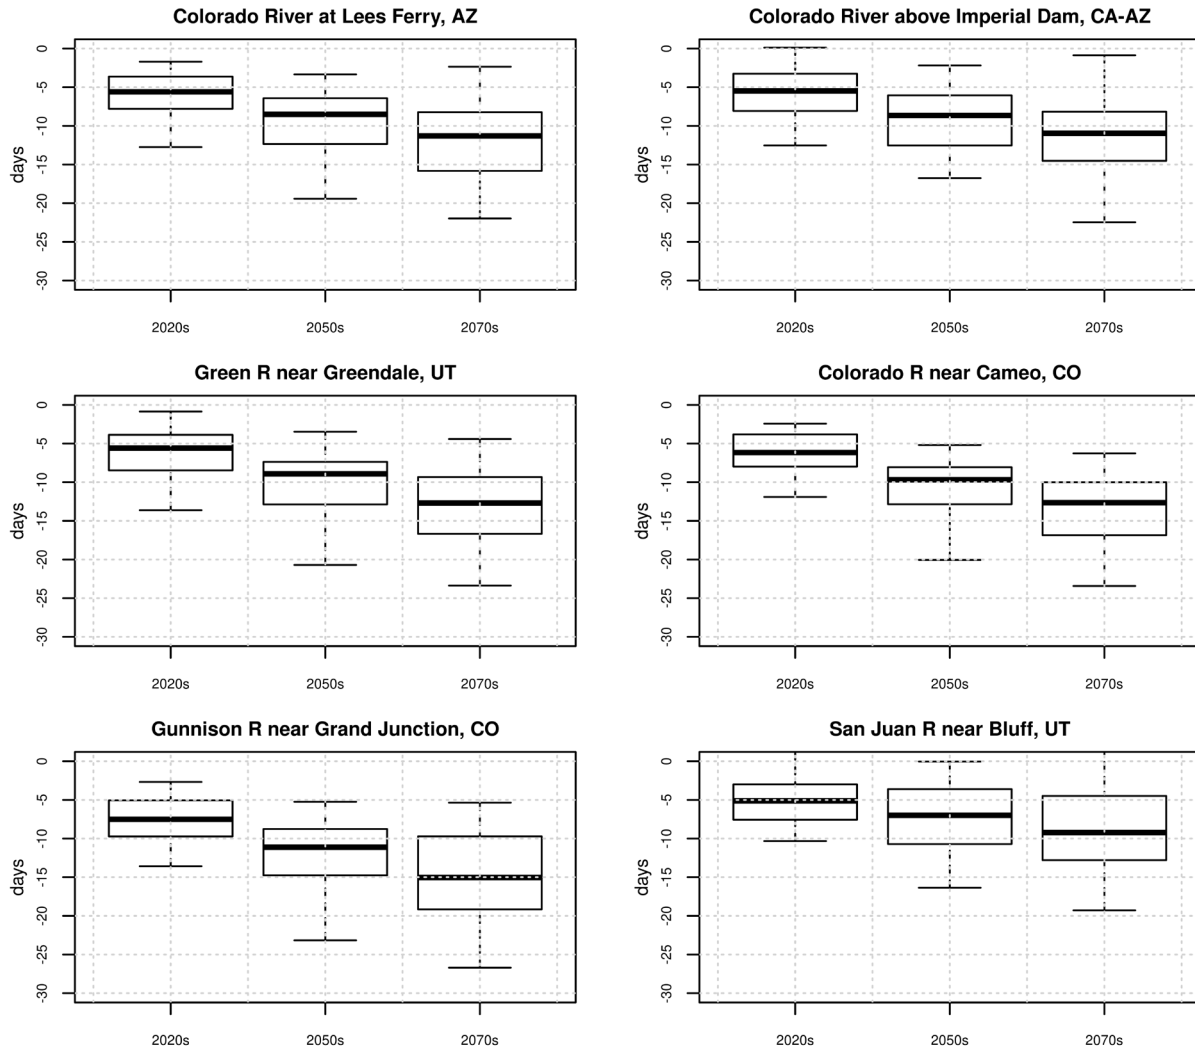 Colorado River at Lees Ferry, AZ
days
0
-5
-10
-15
-20
-25
-30
2020s 2050s 2070s
Colorado River above Imperial Dam, CA-AZ
days
0
-5
-10
-15
-20
-25
-30
2020s 2050s 2070s
Green R near Greendale, UT
days
0
-5
-10
-15
-20
-25
-30
2020s 2050s 2070s
Colorado R near Cameo, CO
days
0
-5
-10
-15
-20
-25
-30
2020s 2050s 2070s
Gunnison R near Grand Junction, CO
days
0
-5
-10
-15
-20
-25
-30
2020s 2050s 2070s
San Juan R near Bluff, UT
days
0
-5
-10
-15
-20
-25
-30
2020s 2050s 2070s